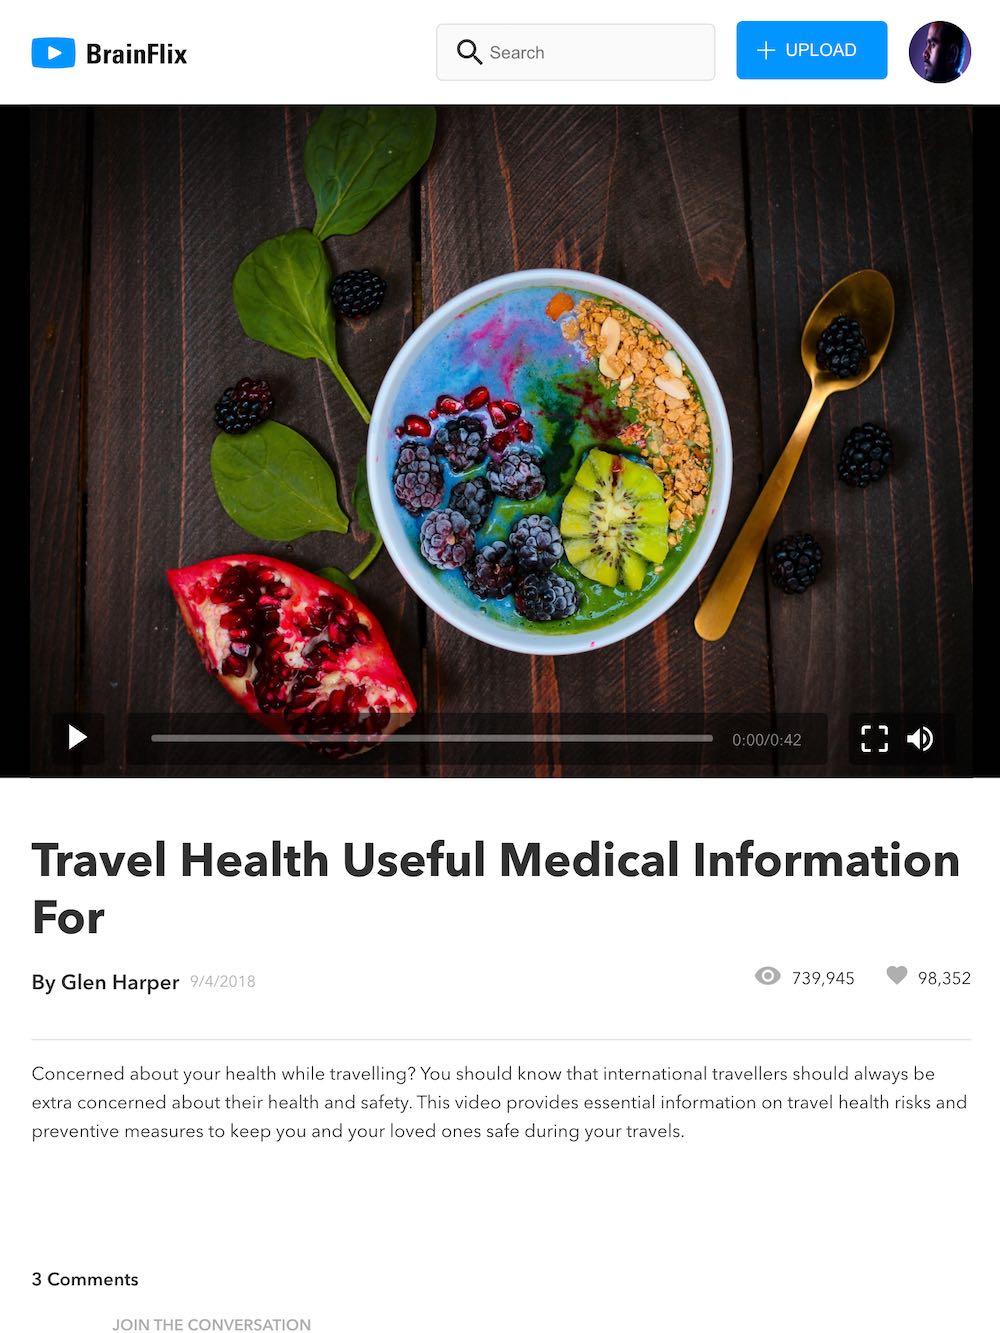 BrainFlix
Search
UPLOAD
0:00/0:42
Travel Health Useful Medical Information
For
By Glen Harper 9/4/2018
739,945
98,352
Concerned about your health while travelling? You should know that international travellers should always be
extra concerned about their health and safety. This video provides essential information on travel health risks and
preventive measures to keep you and your loved ones safe during your travels.
3 Comments
JOIN THE CONVERSATION